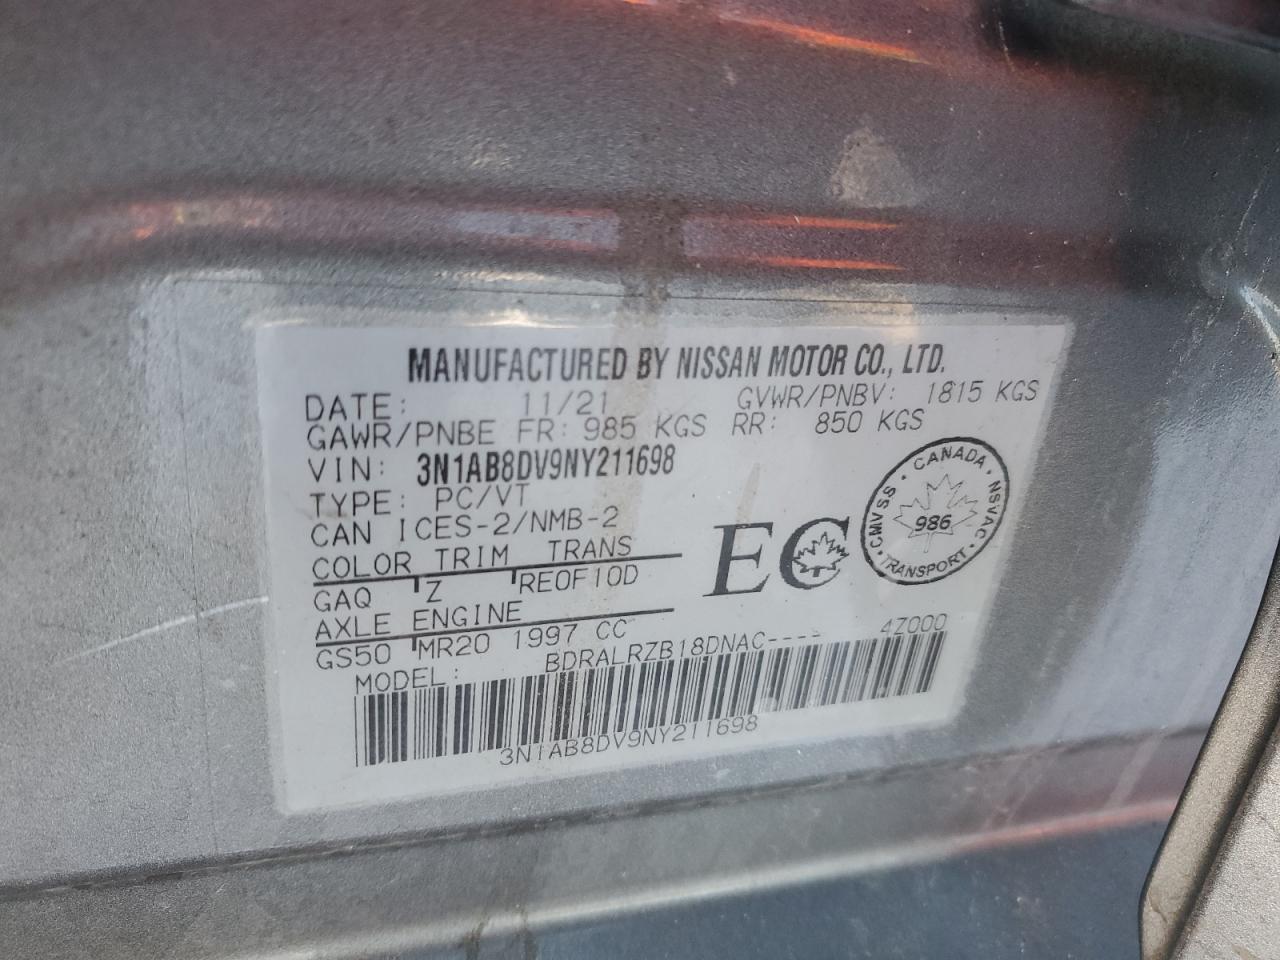 MANUFACTURED BY NISSAN MOTOR CO., LTD.
DATE: 11/21 GVWR/PNBV: 1815 KGS
GAWR/PNBE FR: 985 KGS RR: 850 KGS
VIN: 3N1AB8DV9NY211698
TYPE: PC/VT
CAN ICES-2/NMB-2
COLOR TRIM TRANS
GAQ Z RE0F10D
AXLE ENGINE
GS50 MR20 1997 CC
MODEL: BDRALRZB18DNAC---- 4Z000
3N1AB8DV9NY211698
EC
CANADA
CMVSS NSVAC
986
TRANSPORT